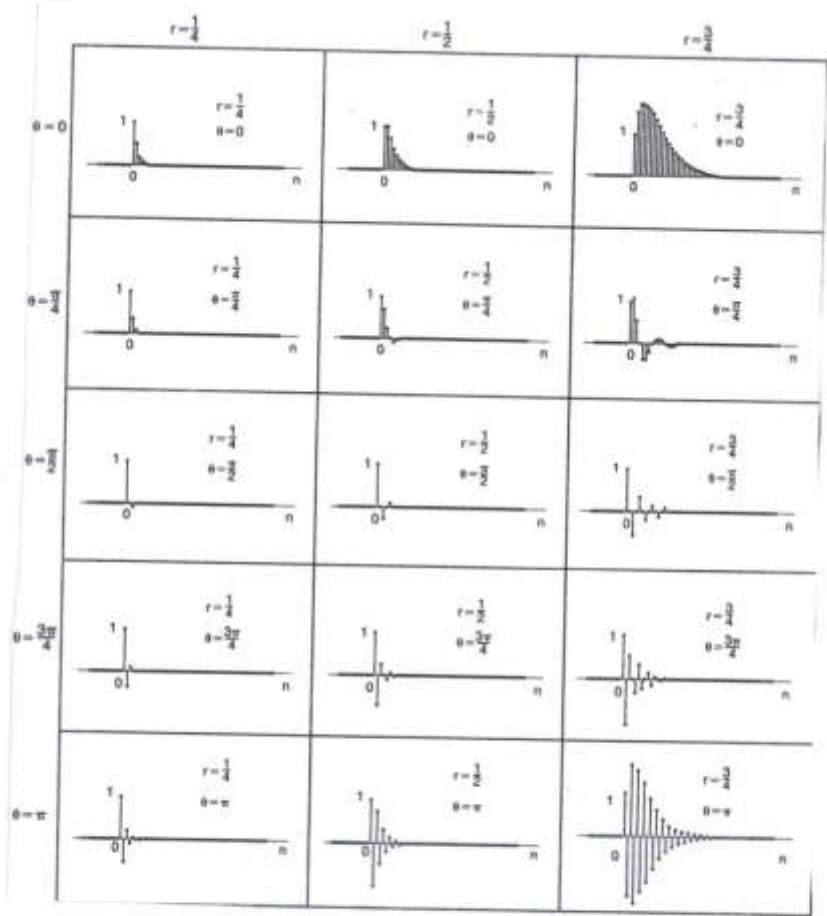 r=1/4 r=1/2 r=3/4
θ=0
1 r=1/4
θ=0
0 n
1 r=1/2
θ=0
0 n
1 r=3/4
θ=0
0 n
θ=π/4
1 r=1/4
θ=π/4
0 n
1 r=1/2
θ=π/4
0 n
1 r=3/4
θ=π/4
0 n
θ=π/2
1 r=1/4
θ=π/2
0 n
1 r=1/2
θ=π/2
0 n
1 r=3/4
θ=π/2
0 n
θ=3π/4
1 r=1/4
θ=3π/4
0 n
1 r=1/2
θ=3π/4
0 n
1 r=3/4
θ=3π/4
0 n
θ=π
1 r=1/4
θ=π
0 n
1 r=1/2
θ=π
0 n
1 r=3/4
θ=π
0 n